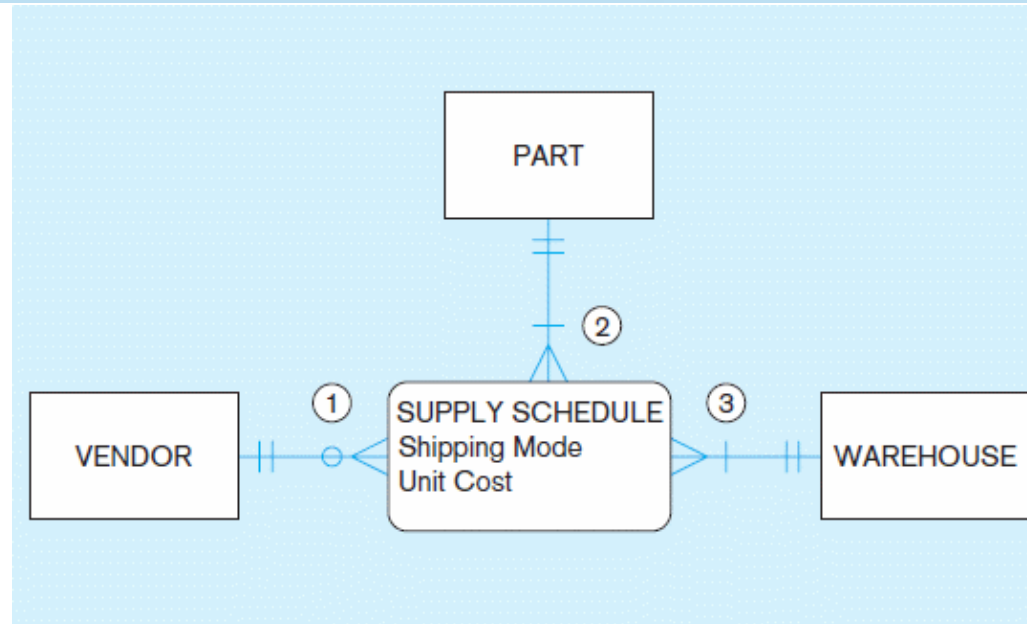 PART
2
1
3
VENDOR
SUPPLY SCHEDULE
Shipping Mode
Unit Cost
WAREHOUSE